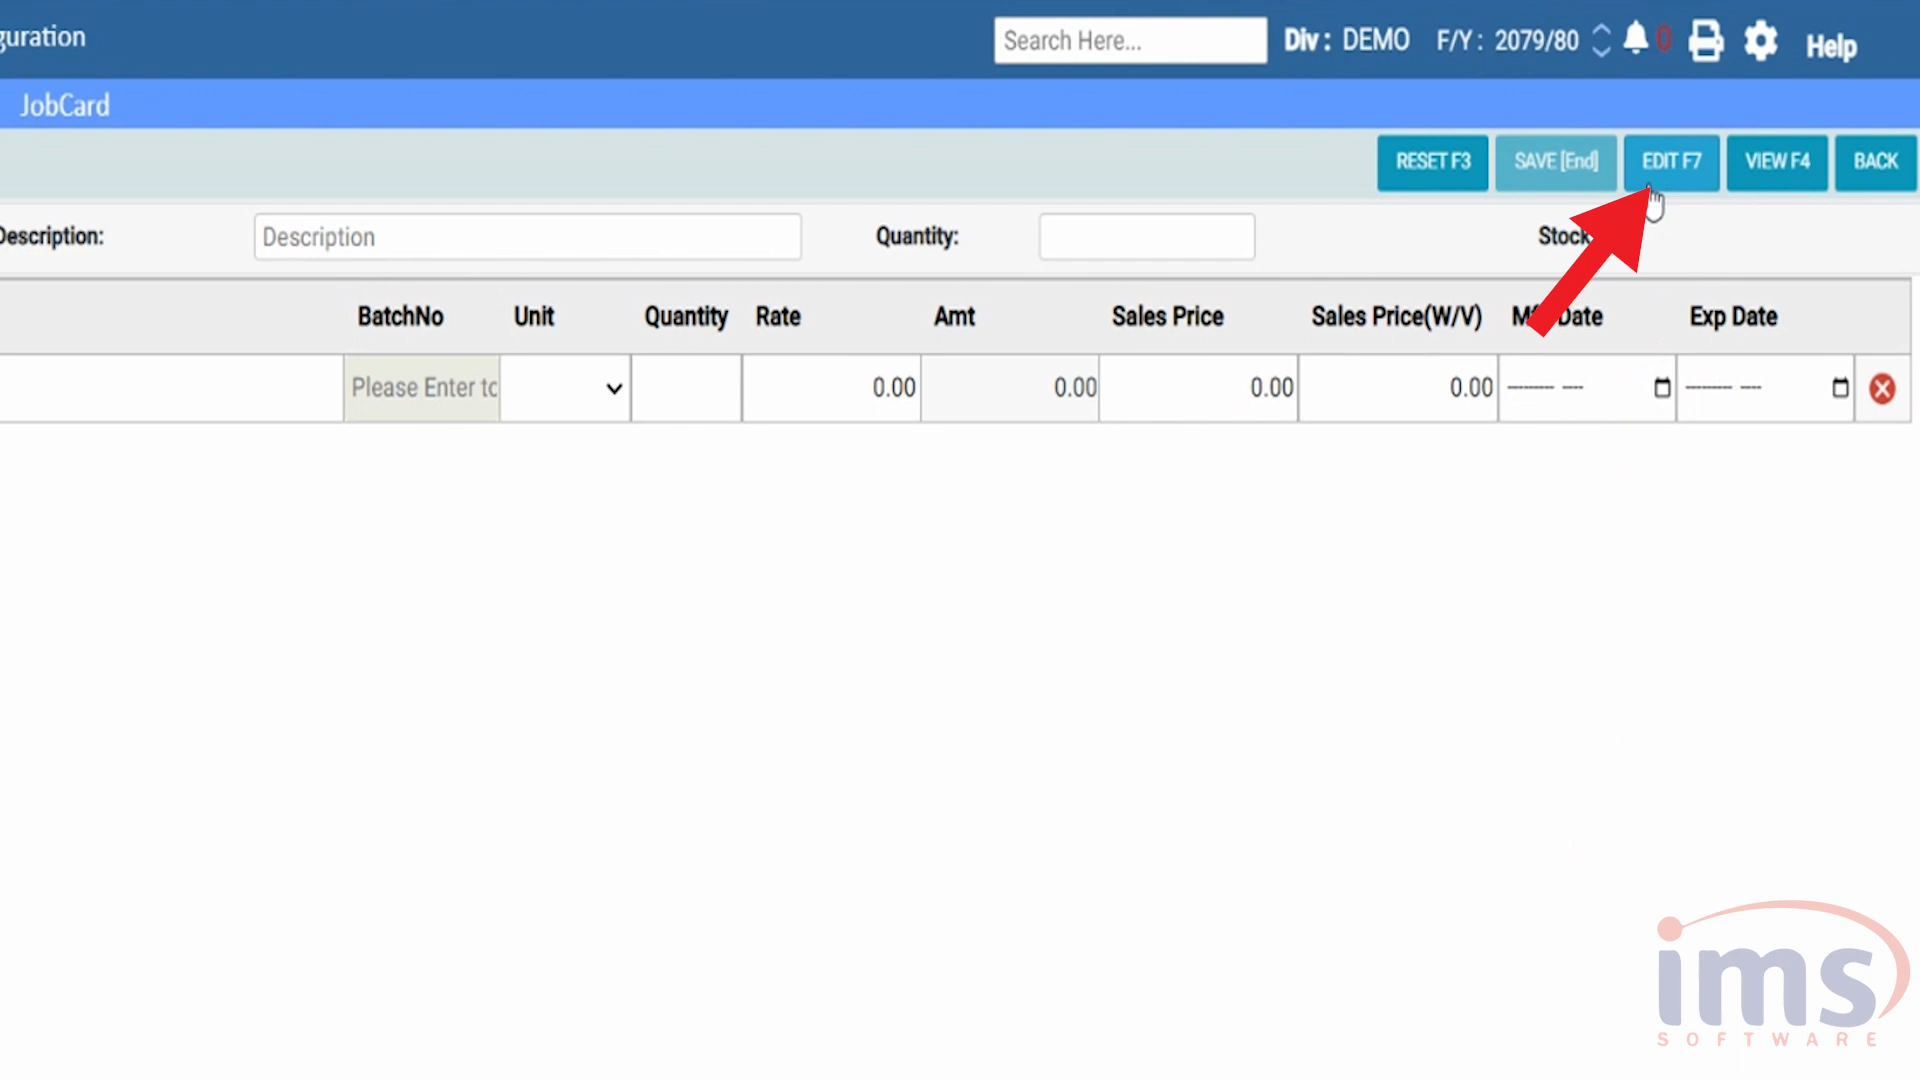 guration
Search Here...
Div : DEMO
F/Y : 2079/80
0
Help
JobCard
RESET F3
SAVE [End]
EDIT F7
VIEW F4
BACK
Description:
Description
Quantity:
Stock
BatchNo
Unit
Quantity
Rate
Amt
Sales Price
Sales Price(W/V)
Date
Exp Date
Please Enter to
0.00
0.00
0.00
0.00
ims
SOFTWARE